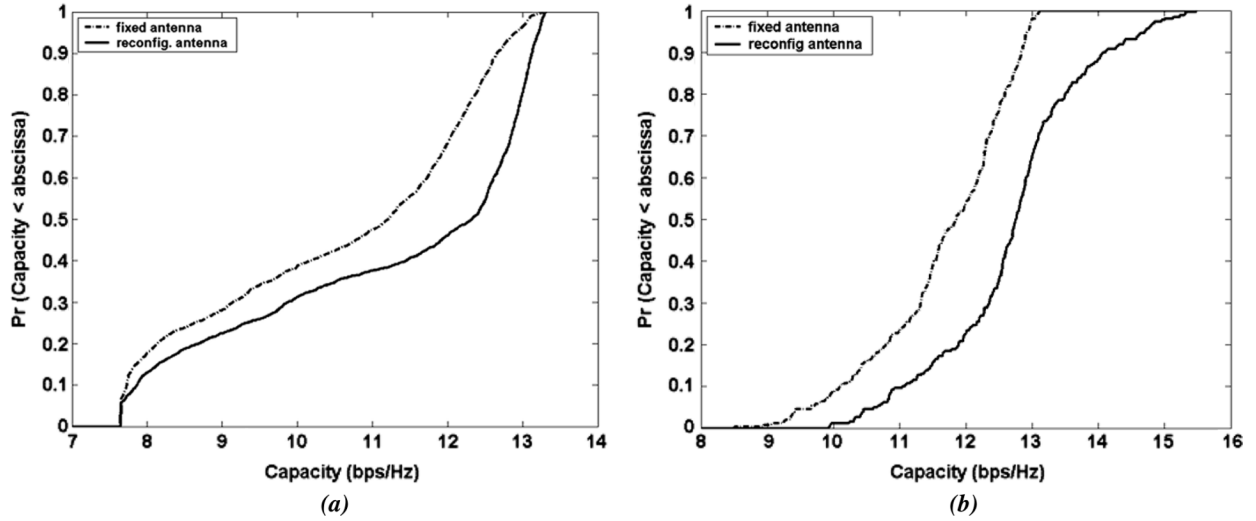 fixed antenna
reconfig. antenna
Pr (Capacity < abscissa)
1
0.9
0.8
0.7
0.6
0.5
0.4
0.3
0.2
0.1
0
7 8 9 10 11 12 13 14
Capacity (bps/Hz)
(a)
fixed antenna
reconfig antenna
Pr (Capacity < abscissa)
1
0.9
0.8
0.7
0.6
0.5
0.4
0.3
0.2
0.1
0
8 9 10 11 12 13 14 15 16
Capacity (bps/Hz)
(b)